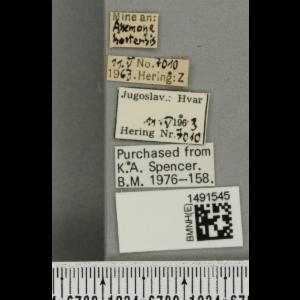 Mine an:
Anemone
hortensis
11.V No. 7010
1963. Hering: Z
Jugoslav.: Hvar
11.V 1963
Hering Nr. 7010
Purchased from
K.A. Spencer.
B.M. 1976-158.
1491545
BMNH(E)